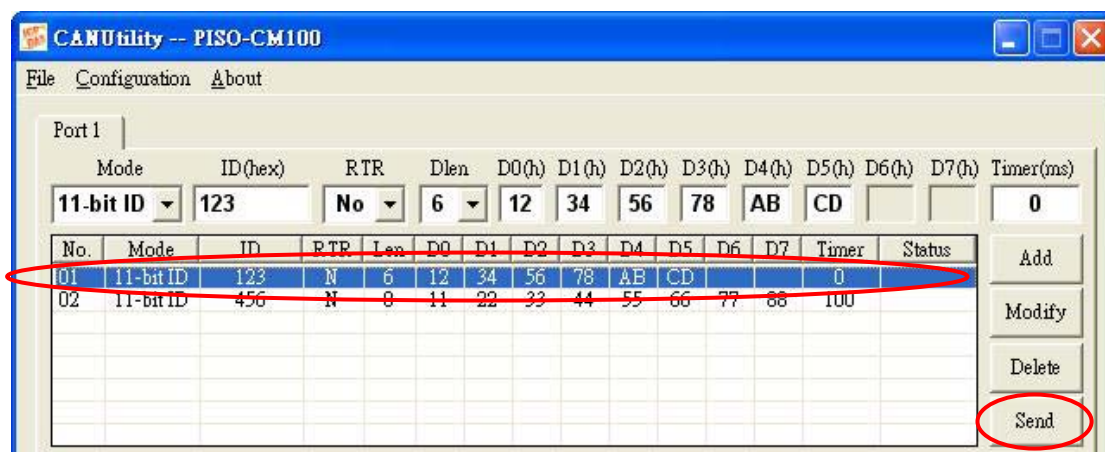 CANUtility -- PISO-CM100
File Configuration About
Port 1
Mode ID(hex) RTR Dlen D0(h) D1(h) D2(h) D3(h) D4(h) D5(h) D6(h) D7(h) Timer(ms)
11-bit ID 123 No 6 12 34 56 78 AB CD 0
No. Mode ID RTR Len D0 D1 D2 D3 D4 D5 D6 D7 Timer Status
01 11-bit ID 123 N 6 12 34 56 78 AB CD 0
02 11-bit ID 456 N 8 11 22 33 44 55 66 77 88 100
Add
Modify
Delete
Send